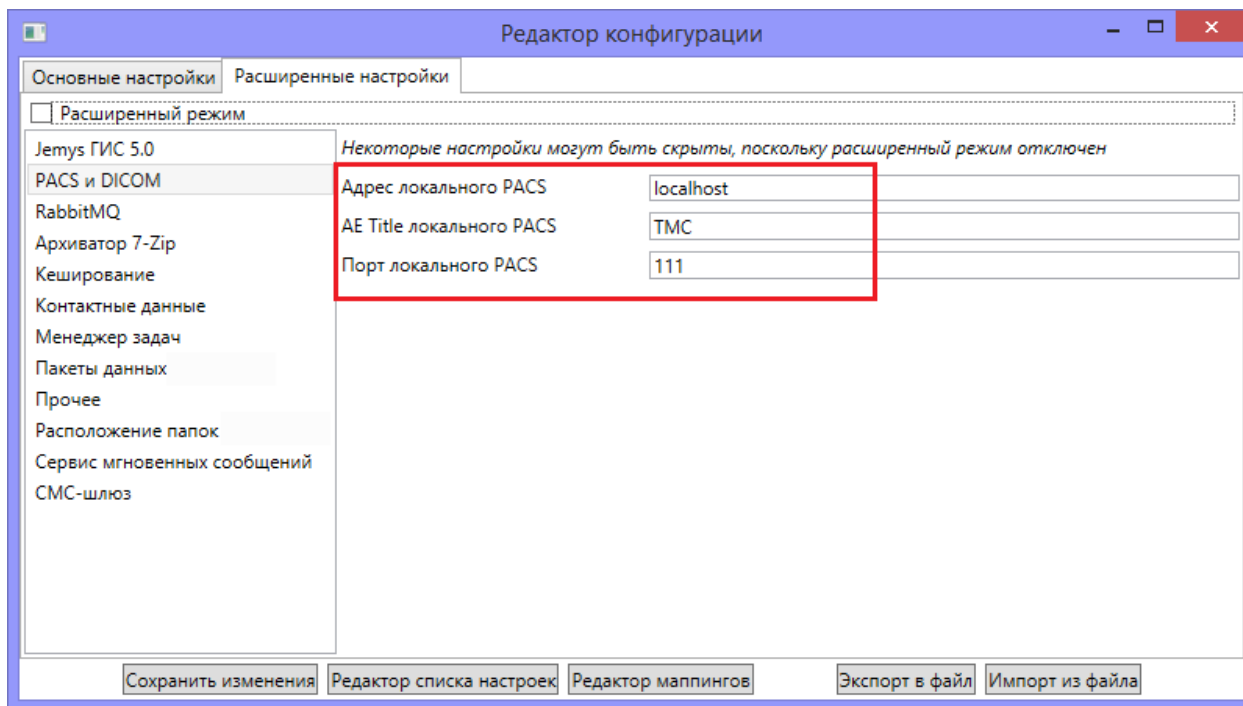 Редактор конфигурации
Основные настройки Расширенные настройки
Расширенный режим
Jemys ГИС 5.0
PACS и DICOM
RabbitMQ
Архиватор 7-Zip
Кеширование
Контактные данные
Менеджер задач
Пакеты данных
Прочее
Расположение папок
Сервис мгновенных сообщений
СМС-шлюз
Некоторые настройки могут быть скрыты, поскольку расширенный режим отключен
Адрес локального PACS localhost
AE Title локального PACS TMC
Порт локального PACS 111
Сохранить изменения Редактор списка настроек Редактор маппингов Экспорт в файл Импорт из файла